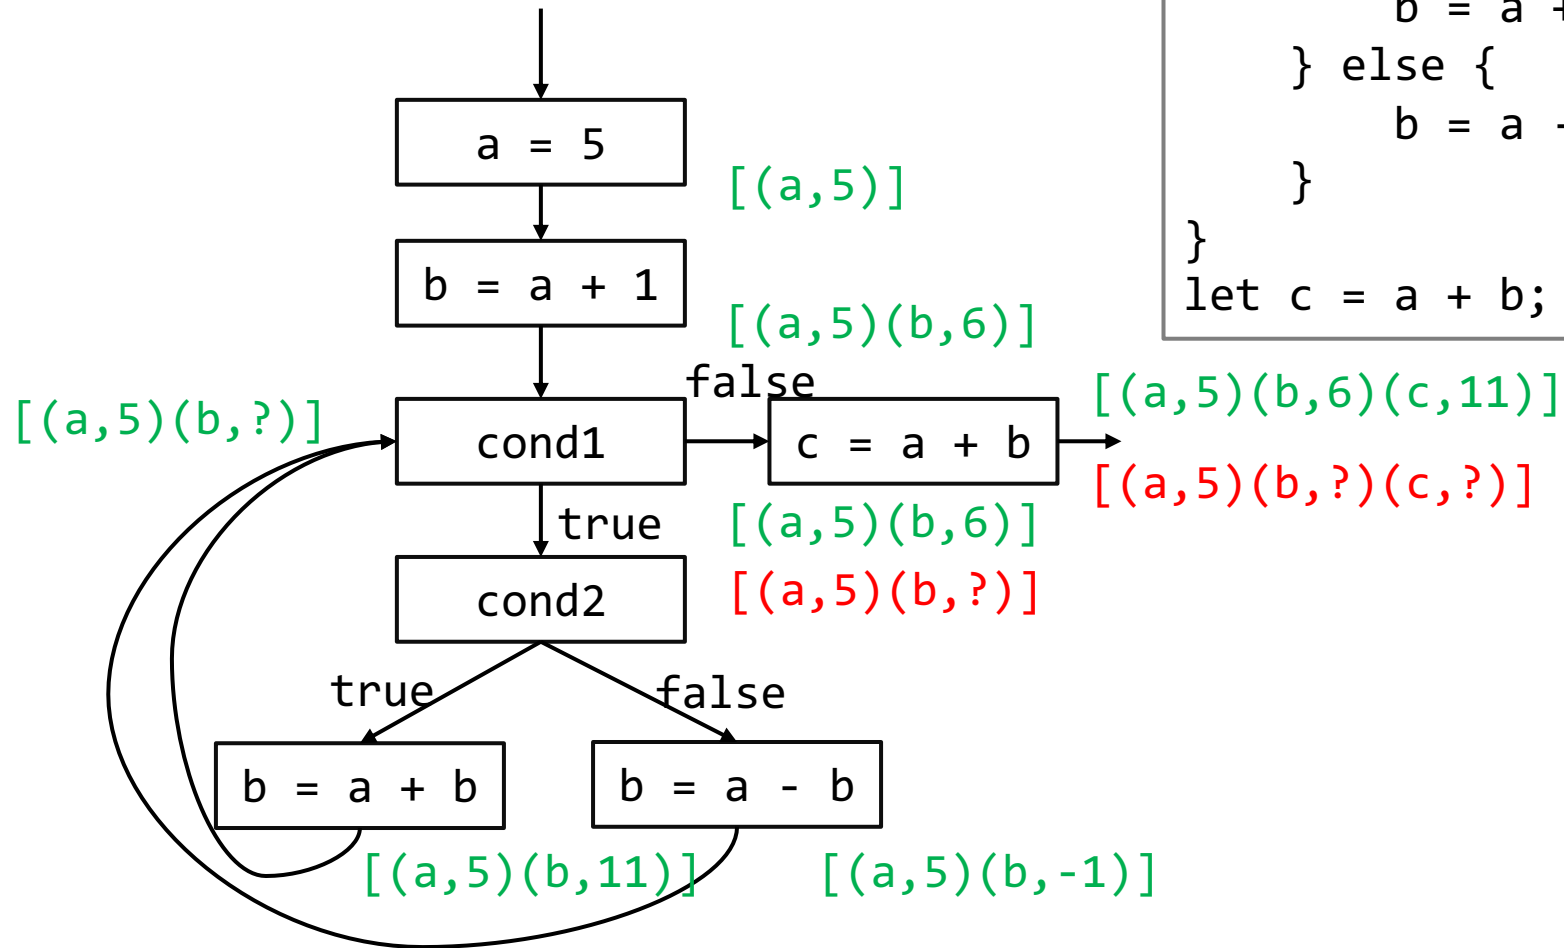 b = a +
} else {
b = a -
}
}
let c = a + b;
a = 5
[(a,5)]
b = a + 1
[(a,5)(b,6)]
false
[(a,5)(b,?)]
cond1
c = a + b
[(a,5)(b,6)(c,11)]
[(a,5)(b,?)(c,?)]
true
[(a,5)(b,6)]
[(a,5)(b,?)]
cond2
true
false
b = a + b
b = a - b
[(a,5)(b,11)]
[(a,5)(b,-1)]